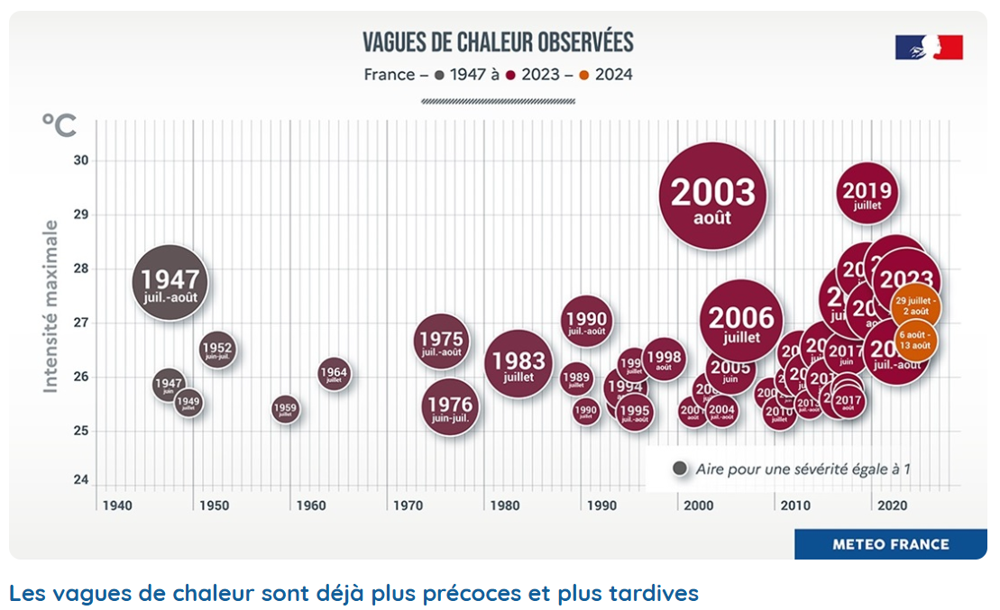 VAGUES DE CHALEUR OBSERVÉES
France – 1947 à 2023 – 2024
°C
Intensité maximale
30
29
28
27
26
25
24
1947
juil.-août
1952
juin-juil.
1947
juin
1949
juillet
1959
juillet
1964
juillet
1975
juil.-août
1976
juin-juil.
1983
juillet
1990
juil.-août
1989
juillet
1990
juillet
1994
1995
juil.-août
1998
août
2003
août
2006
juillet
2005
juin
2004
juil.-août
2010
juillet
2017
juin
2017
août
2019
juillet
2023
29 juillet -
2 août
6 août -
13 août
juil.-août
Aire pour une sévérité égale à 1
1940
1950
1960
1970
1980
1990
2000
2010
2020
METEO FRANCE
Les vagues de chaleur sont déjà plus précoces et plus tardives